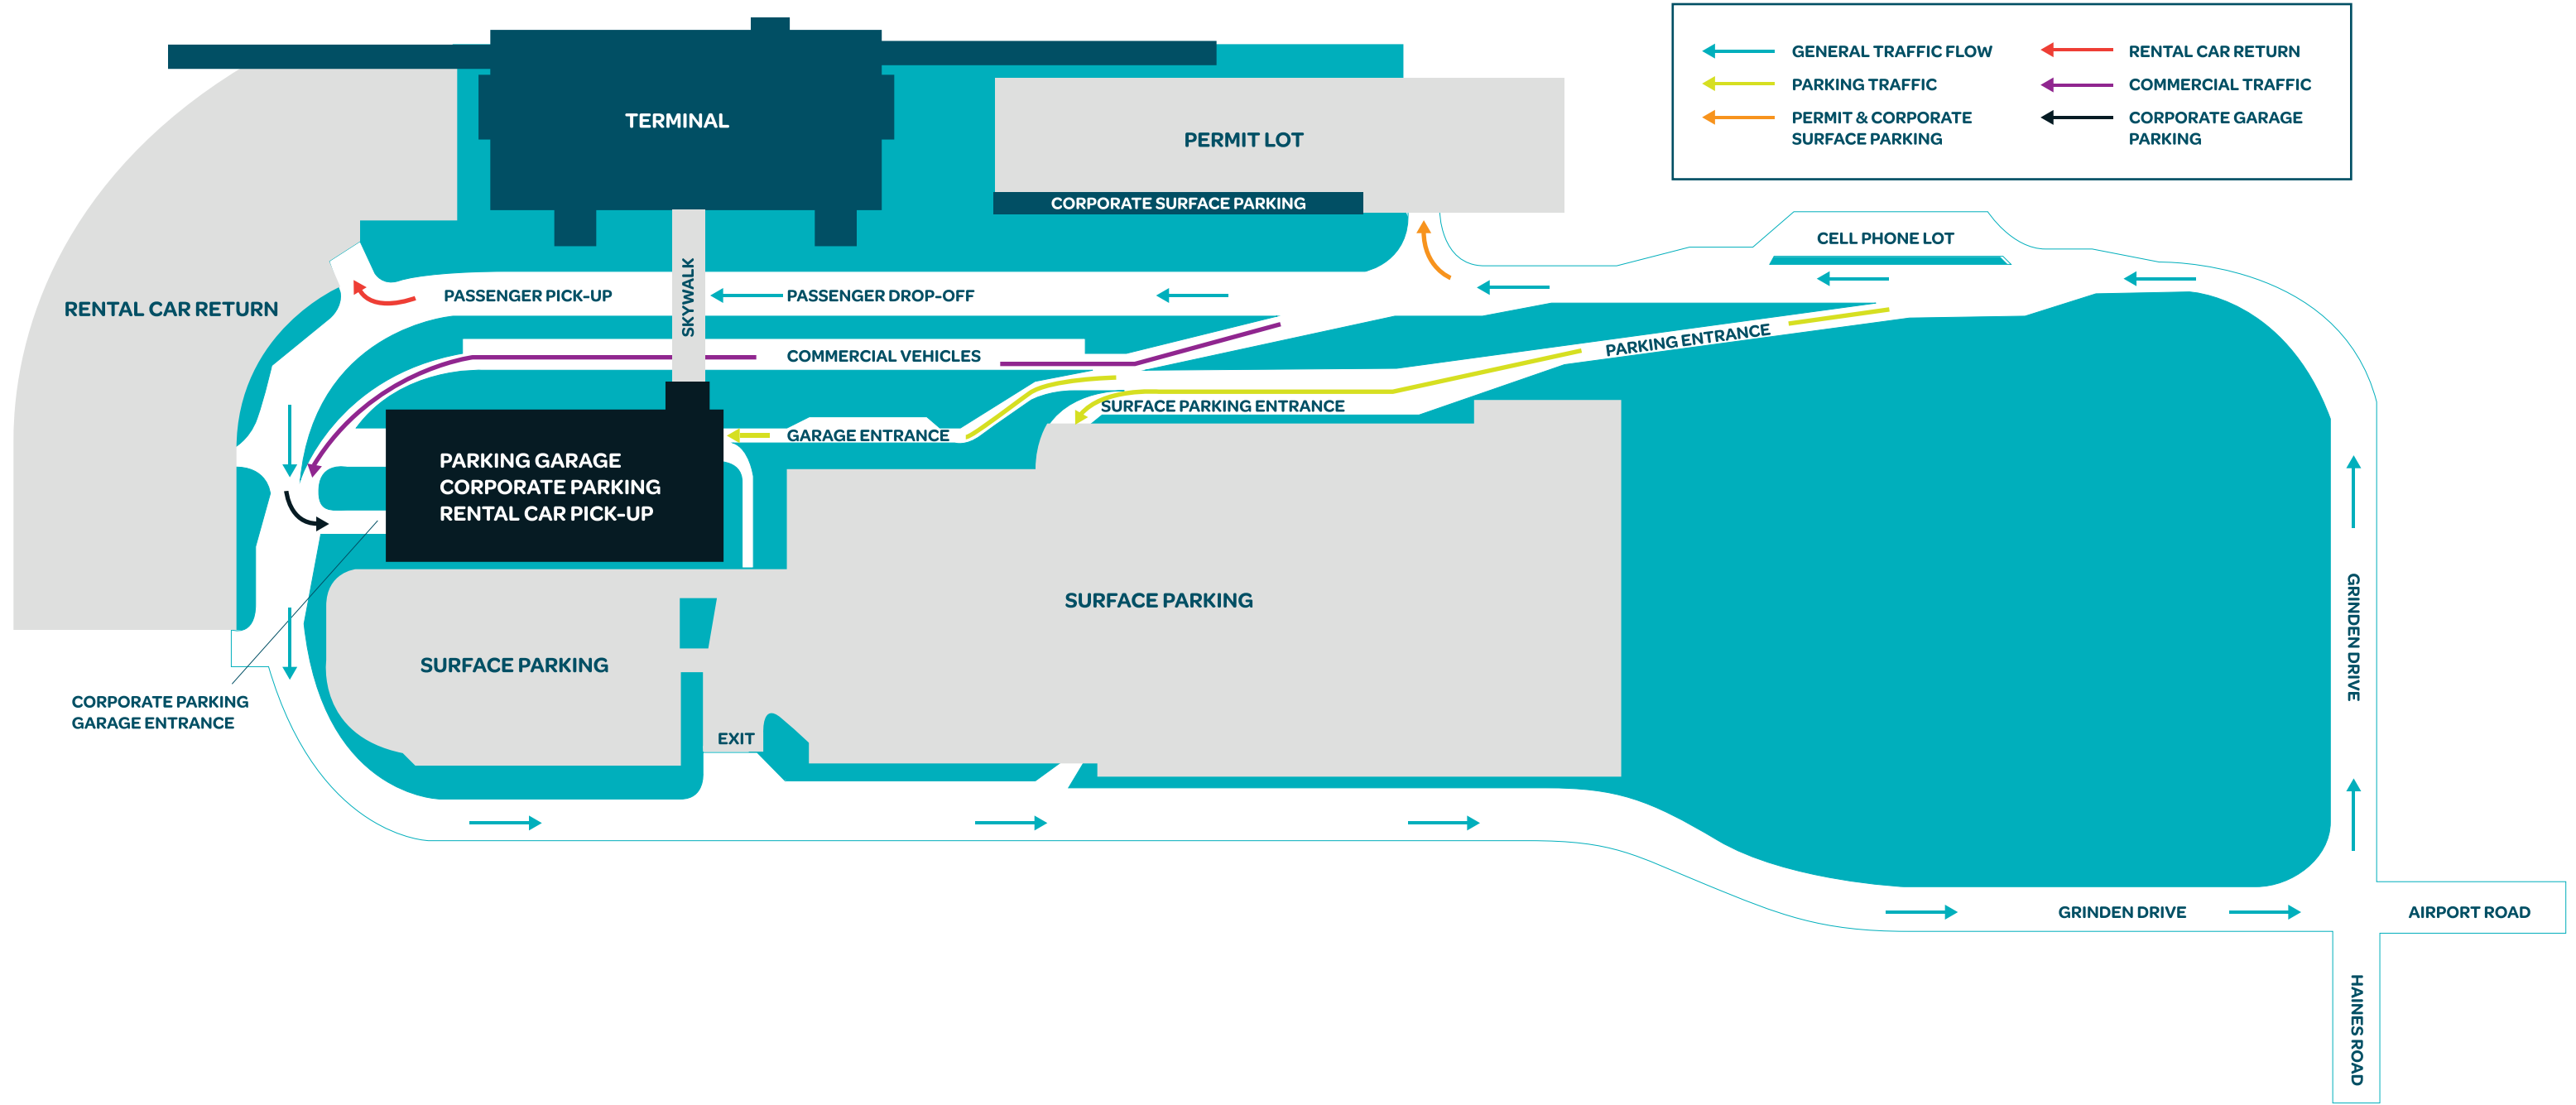 GENERAL TRAFFIC FLOW
PARKING TRAFFIC
PERMIT & CORPORATE
SURFACE PARKING
RENTAL CAR RETURN
COMMERCIAL TRAFFIC
CORPORATE GARAGE
PARKING
TERMINAL
PERMIT LOT
CORPORATE SURFACE PARKING
CELL PHONE LOT
RENTAL CAR RETURN
PASSENGER PICK-UP
SKYWALK
PASSENGER DROP-OFF
PARKING ENTRANCE
COMMERCIAL VEHICLES
SURFACE PARKING ENTRANCE
GARAGE ENTRANCE
PARKING GARAGE
CORPORATE PARKING
RENTAL CAR PICK-UP
SURFACE PARKING
SURFACE PARKING
GRINDEN DRIVE
CORPORATE PARKING
GARAGE ENTRANCE
EXIT
GRINDEN DRIVE
AIRPORT ROAD
HAINES ROAD